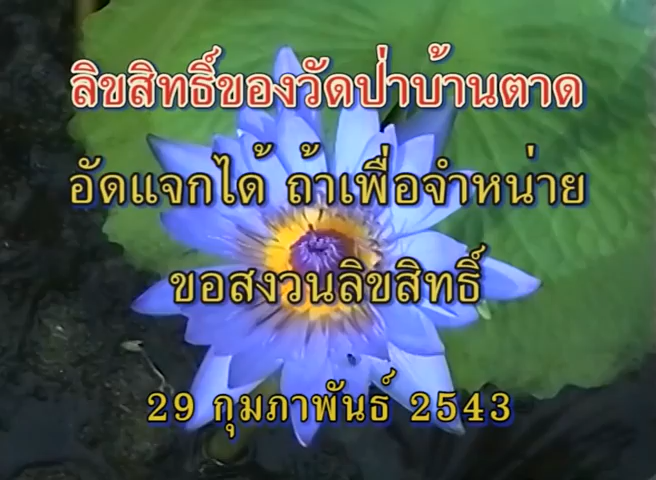 ลิขสิทธิ์ของวัดป่าบ้านตาด
อัดแจกได้ ถ้าเพื่อจำหน่าย
ขอสงวนลิขสิทธิ์
29 กุมภาพันธ์ 2543